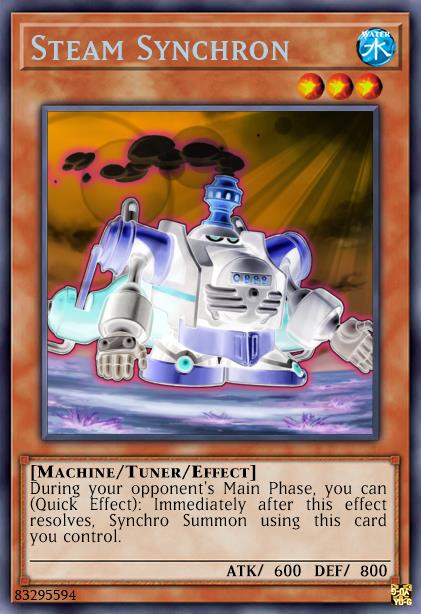 STEAM SYNCHRON
WATER
水
[MACHINE/TUNER/EFFECT]
During your opponent's Main Phase, you can
(Quick Effect): Immediately after this effect
resolves, Synchro Summon using this card
you control.
ATK/ 600 DEF/ 800
83295594